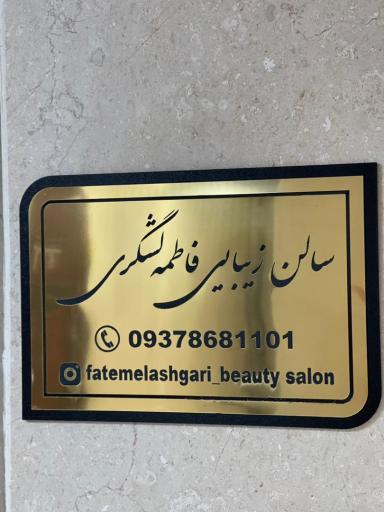 سالن زیبایی فاطمه لشگری
09378681101
fatemelashgari_beauty salon